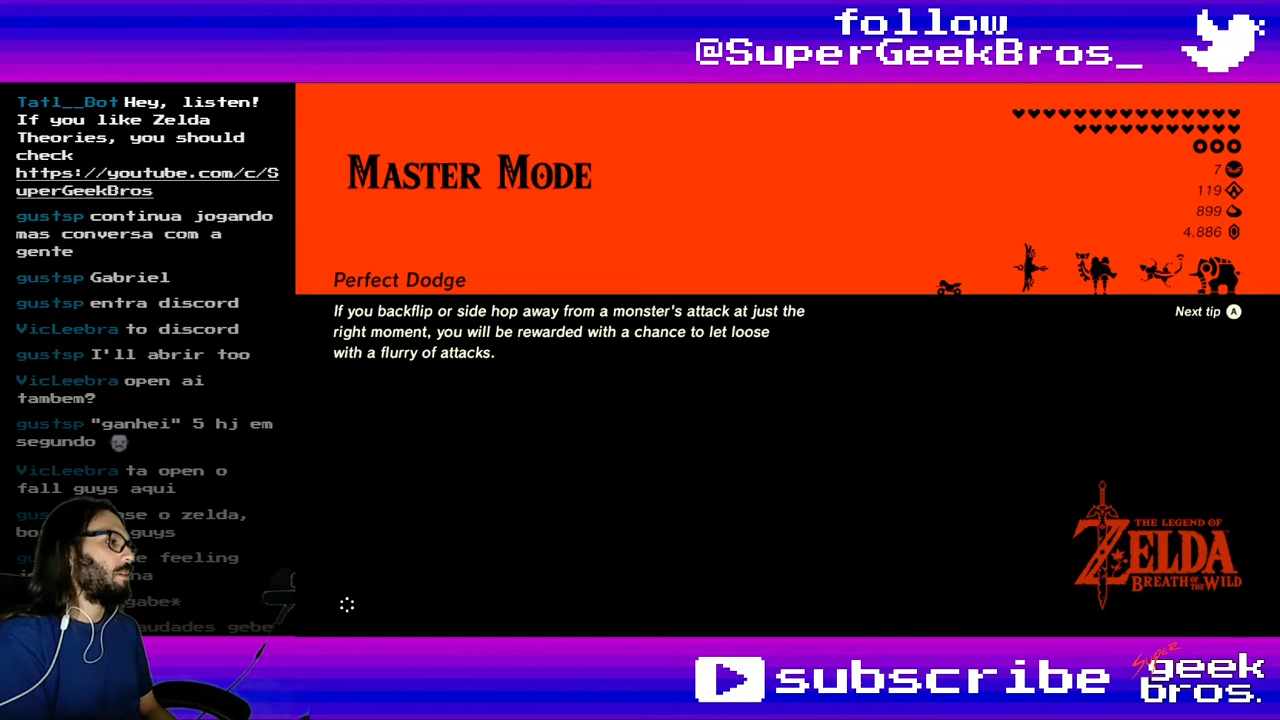 follow
@SuperGeekBros_
Tatl__Bot Hey, listen!
If you like Zelda
Theories, you should
check
https://youtube.com/c/S
uperGeekBros
gustsp continua jogando
mas conversa com a
gente
gustsp Gabriel
gustsp entra discord
VicLeebra to discord
gustsp I'll abrir too
VicLeebra open ai
tambem?
gustsp "ganhei" 5 hj em
segundo
VicLeebra ta open o
fall guys aqui
o zelda,
guys
feeling
gabe*
gebe
MASTER MODE
7
119
899
4,886
Perfect Dodge
If you backflip or side hop away from a monster's attack at just the
right moment, you will be rewarded with a chance to let loose
with a flurry of attacks.
Next tip A
THE LEGEND OF
ZELDA
BREATH OF THE WILD
subscribe
SUPER
geek
bros.